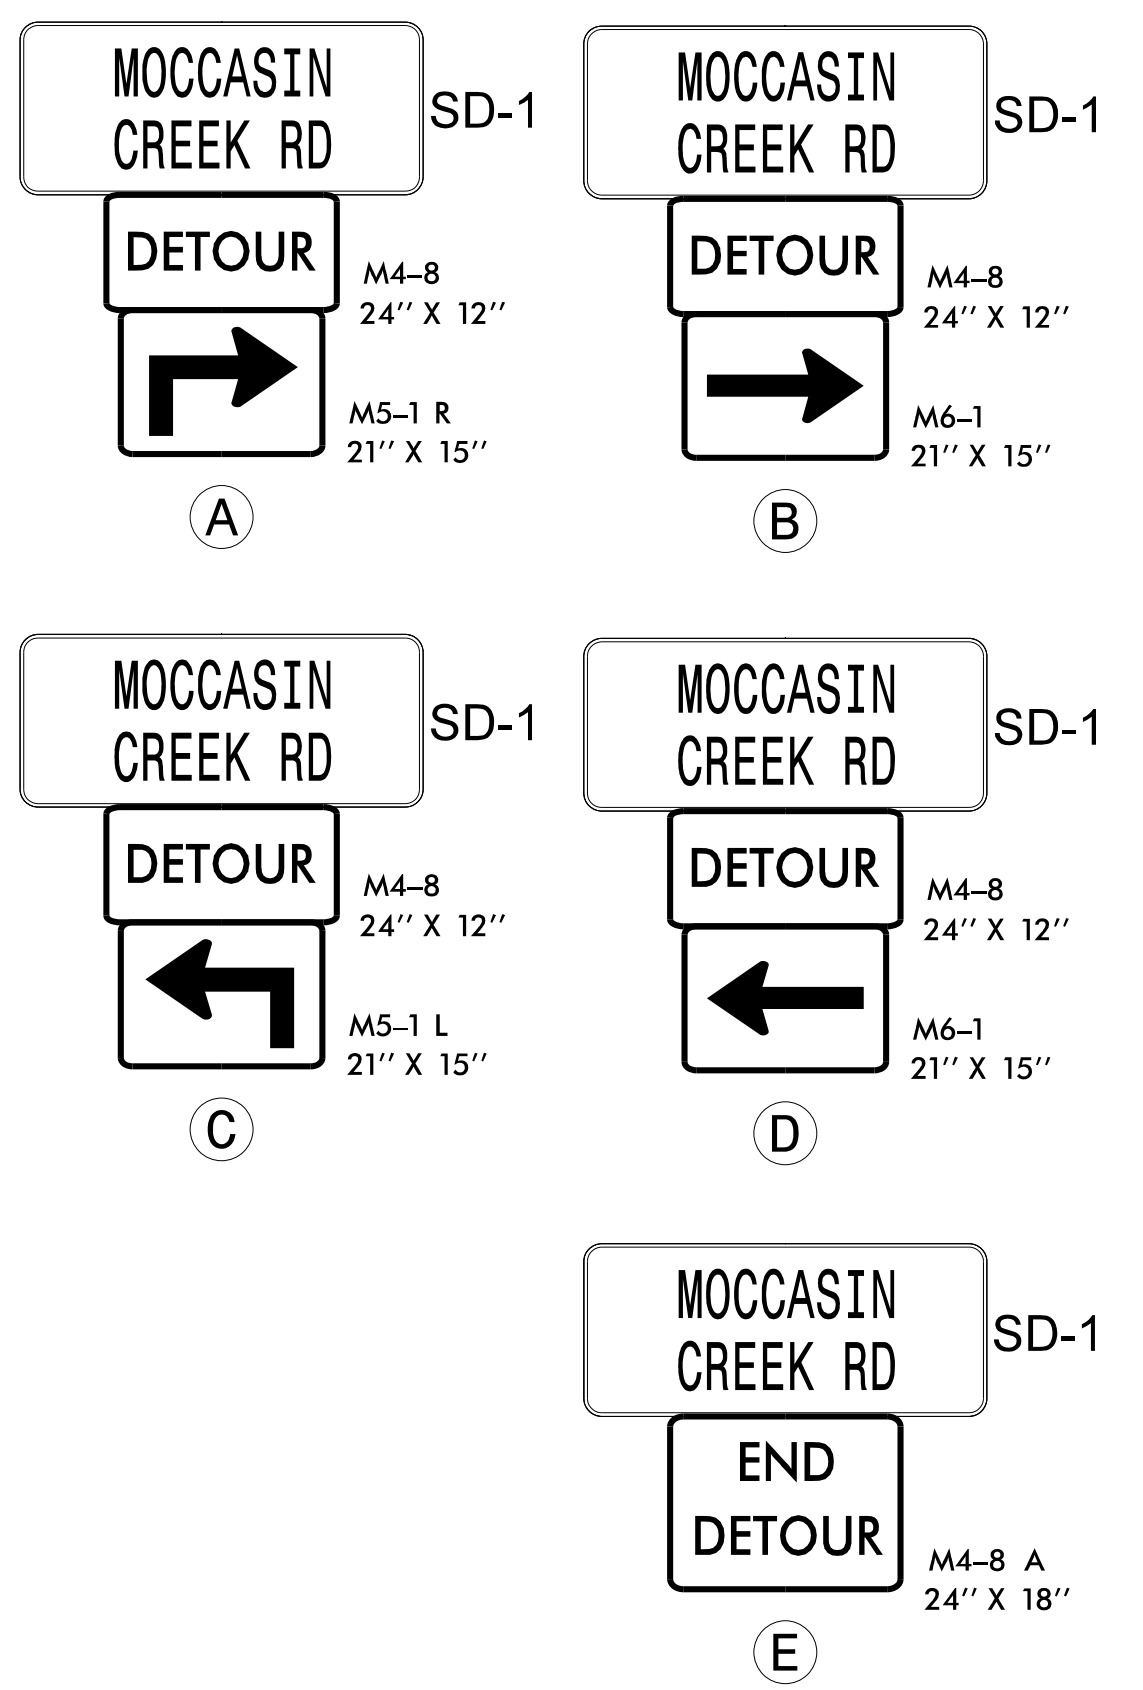 MOCCASIN
CREEK RD
SD-1
DETOUR
M4-8
24" X 12"
M5-1 R
21" X 15"
A
MOCCASIN
CREEK RD
SD-1
DETOUR
M4-8
24" X 12"
M6-1
21" X 15"
B
MOCCASIN
CREEK RD
SD-1
DETOUR
M4-8
24" X 12"
M5-1 L
21" X 15"
C
MOCCASIN
CREEK RD
SD-1
DETOUR
M4-8
24" X 12"
M6-1
21" X 15"
D
MOCCASIN
CREEK RD
SD-1
END
DETOUR
M4-8 A
24" X 18"
E